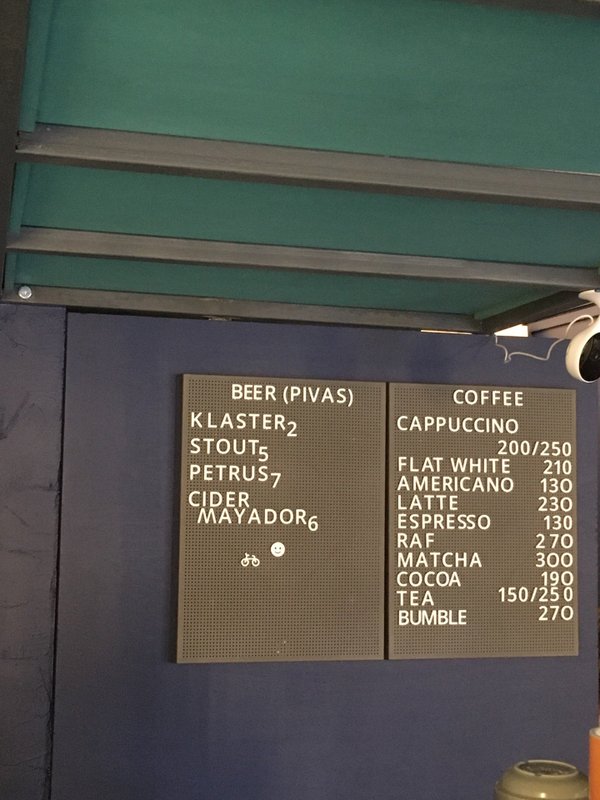 BEER (PIVAS)
KLASTER2
STOUT5
PETRUS7
CIDER
MAYADOR6
COFFEE
CAPPUCCINO
200/250
FLAT WHITE 210
AMERICANO 130
LATTE 230
ESPRESSO 130
RAF 270
MATCHA 300
COCOA 190
TEA 150/250
BUMBLE 270